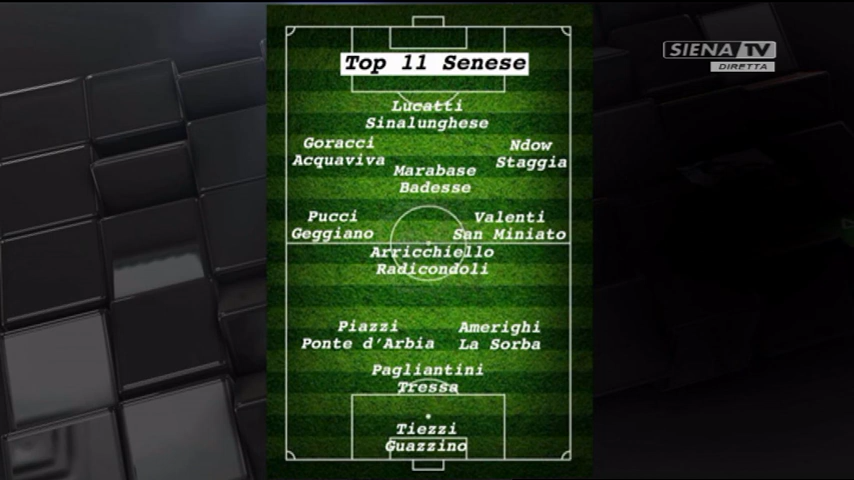 SIENA TV
DIRETTA
Top 11 Senese
Lucatti
Sinalunghese
Goracci
Acquaviva
Ndow
Staggia
Marabase
Badesse
Pucci
Geggiano
Valenti
San Miniato
Arricchiello
Radicondoli
Piazzi
Ponte d'Arbia
Amerighi
La Sorba
Pagliantini
Tressa
Tiezzi
Guazzino